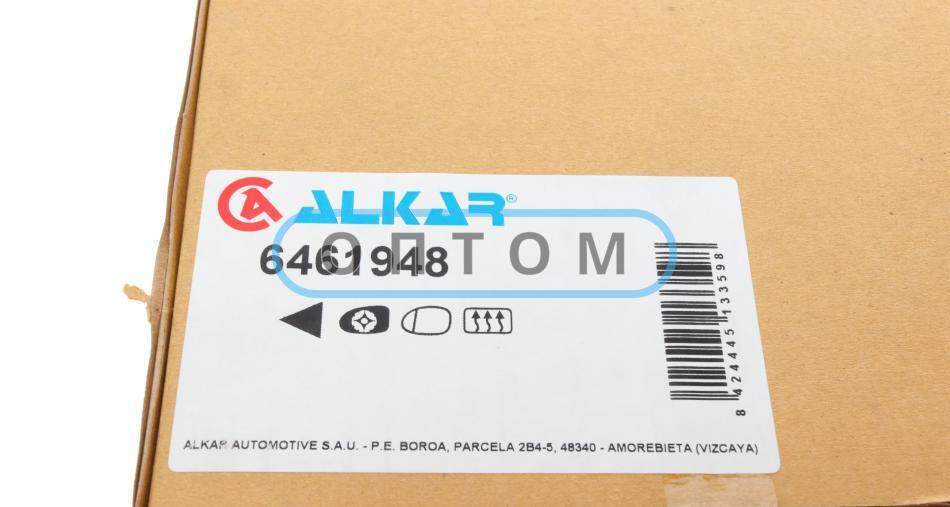 ALKAR®
6461948
ОПТОМ
8 424445 133598
ALKAR AUTOMOTIVE S.A.U. - P.E. BOROA, PARCELA 2B4-5, 48340 - AMOREBIETA (VIZCAYA)